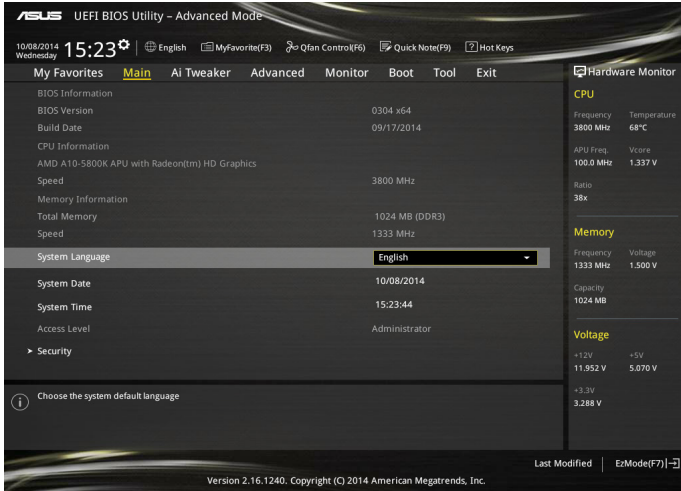 ASUS UEFI BIOS Utility – Advanced Mode
10/08/2014 Wednesday 15:23 English MyFavorite(F3) Qfan Control(F6) Quick Note(F9) ? Hot Keys
My Favorites Main Ai Tweaker Advanced Monitor Boot Tool Exit
BIOS Information
BIOS Version 0304 x64
Build Date 09/17/2014
CPU Information
AMD A10-5800K APU with Radeon(tm) HD Graphics
Speed 3800 MHz
Memory Information
Total Memory 1024 MB (DDR3)
Speed 1333 MHz
System Language English
System Date 10/08/2014
System Time 15:23:44
Access Level Administrator
> Security
Choose the system default language
Hardware Monitor
CPU
Frequency Temperature
3800 MHz 68°C
APU Freq. Vcore
100.0 MHz 1.337 V
Ratio
38x
Memory
Frequency Voltage
1333 MHz 1.500 V
Capacity
1024 MB
Voltage
+12V +5V
11.952 V 5.070 V
+3.3V
3.288 V
Last Modified EzMode(F7)
Version 2.16.1240. Copyright (C) 2014 American Megatrends, Inc.